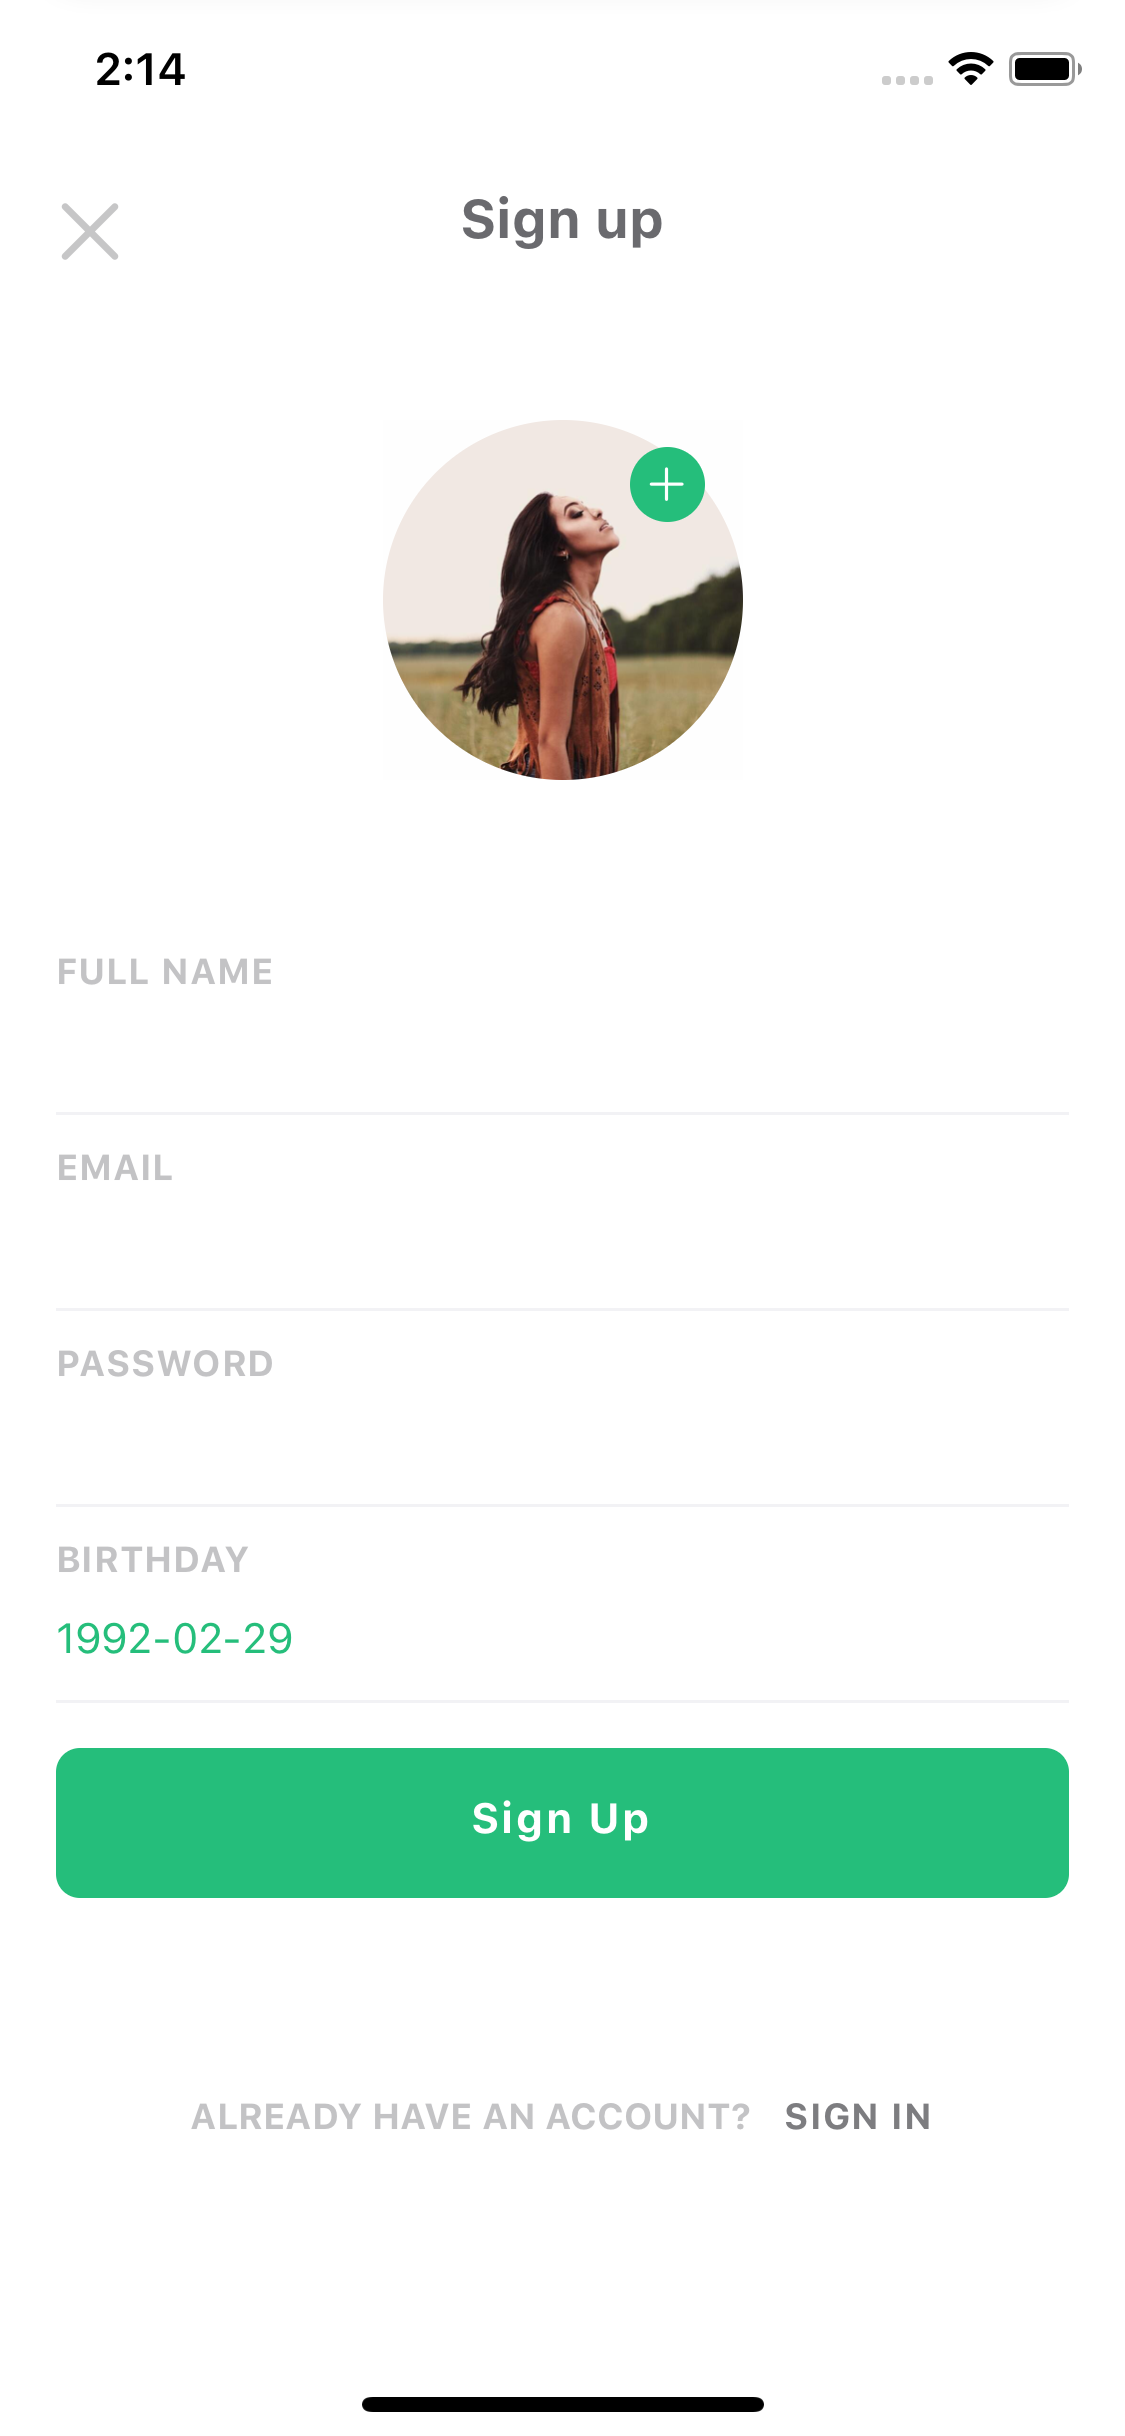 2:14
Sign up
FULL NAME
EMAIL
PASSWORD
BIRTHDAY
1992-02-29
Sign Up
ALREADY HAVE AN ACCOUNT? SIGN IN